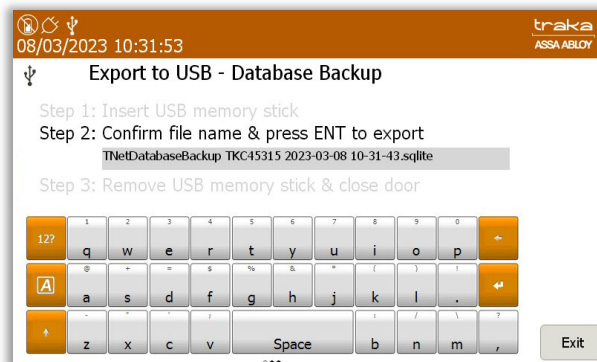 traka
08/03/2023 10:31:53
ASSA ABLOY
Export to USB - Database Backup
Step 1: Insert USB memory stick
Step 2: Confirm file name & press ENT to export
TNetDatabaseBackup TKC45315 2023-03-08 10-31-43.sqlite
Step 3: Remove USB memory stick & close door
1 2 3 4 5 6 7 8 9 0
12? q w e r t y u i o p
@ + = $ % & * ( ) !
A a s d f g h j k l .
- " ' ; : / \ ?
z x c v Space b n m ,
Exit